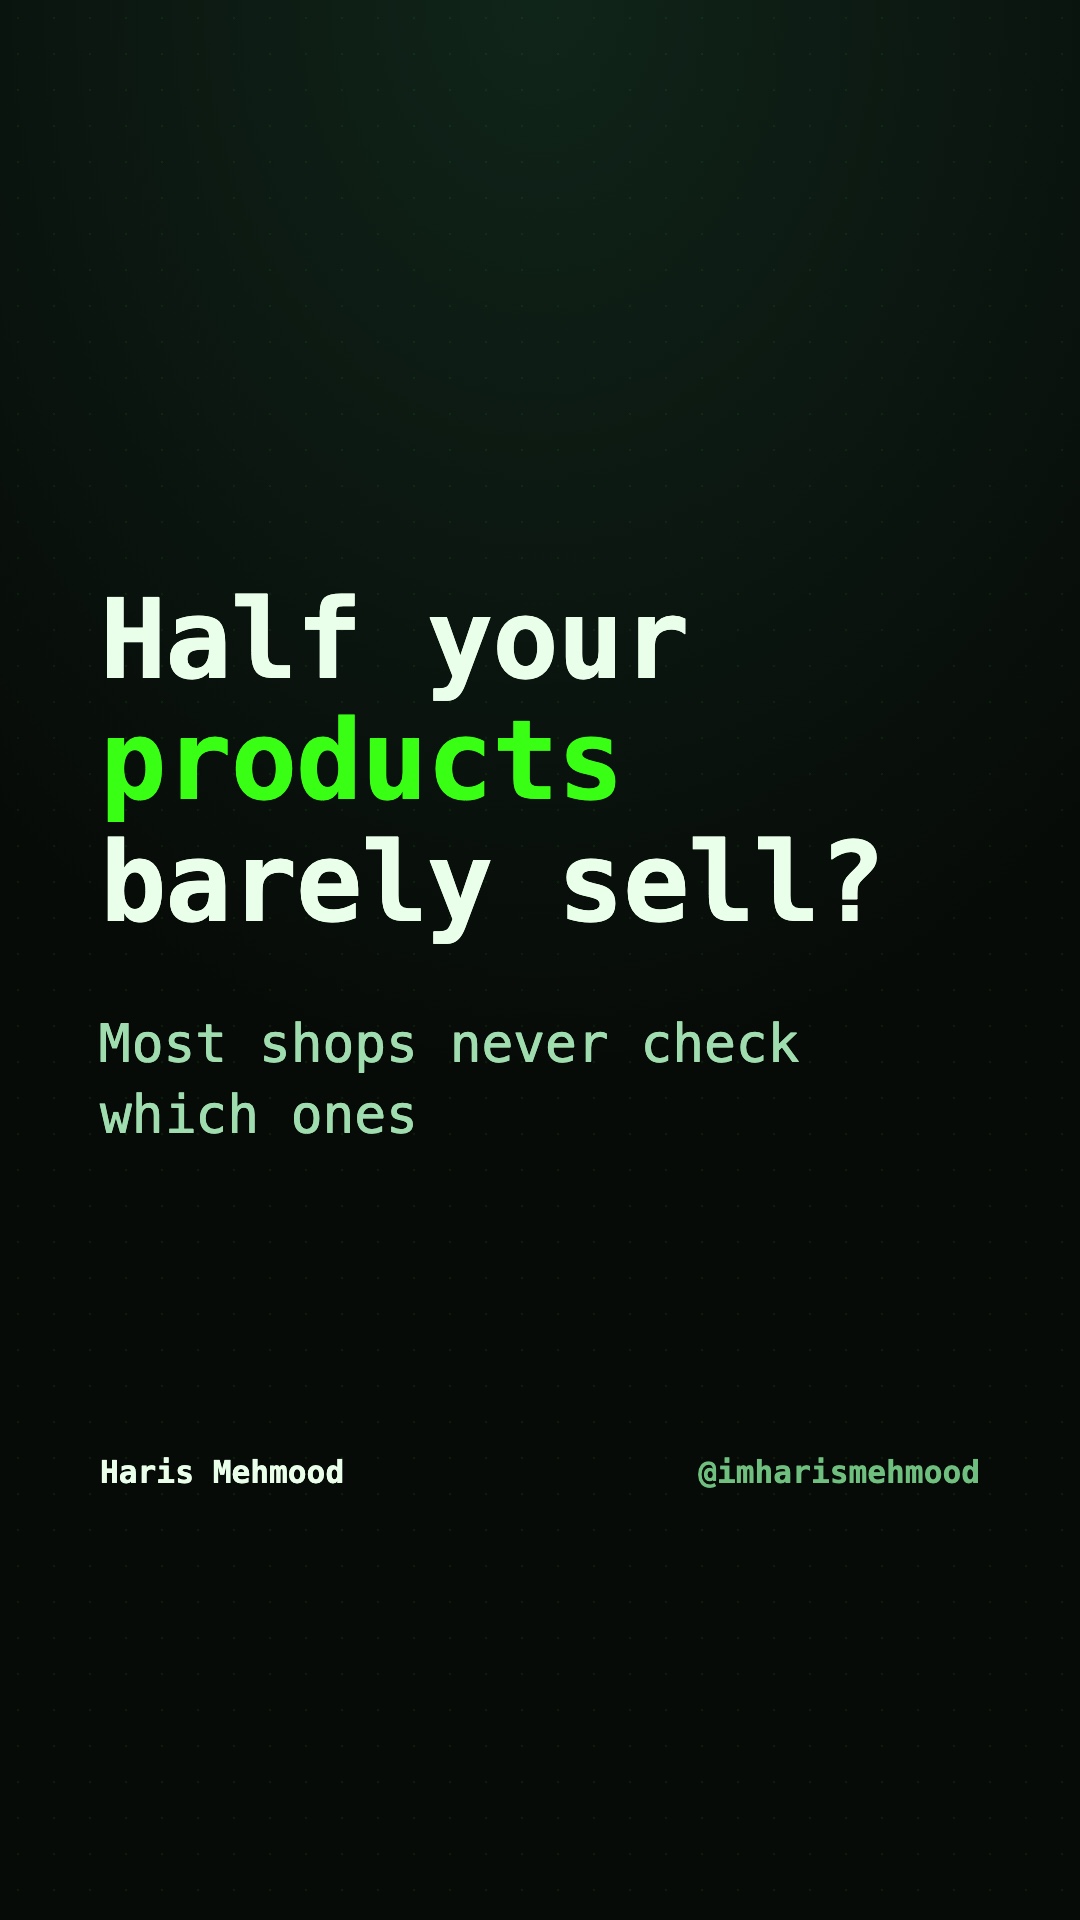 Half your
products
barely sell?
Most shops never check
which ones
Haris Mehmood @imharismehmood